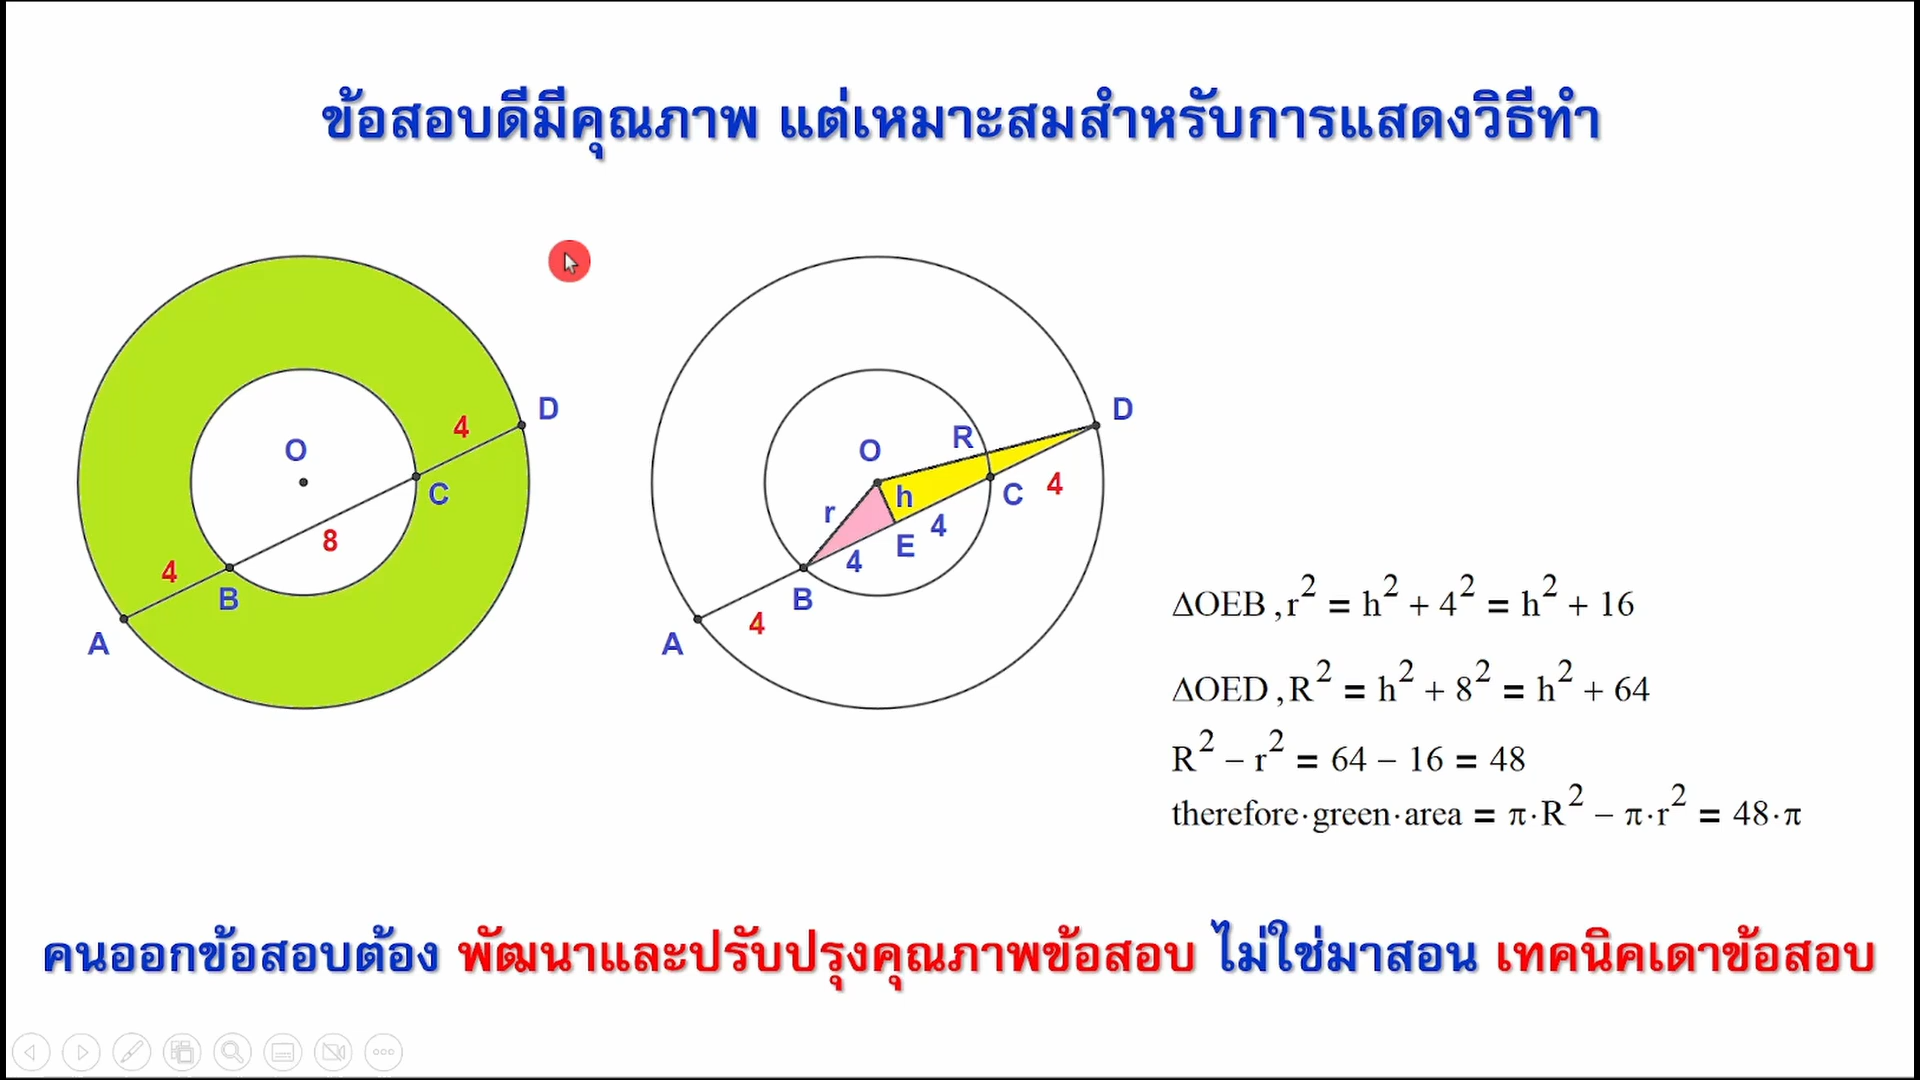 ข้อสอบดีมีคุณภาพ แต่เหมาะสมสำหรับการแสดงวิธีทำ
D
4
O
C
8
4
B
A
D
R
O
4
C
h
r
4
E
4
B
4
A
ΔOEB , r² = h² + 4² = h² + 16
ΔOED , R² = h² + 8² = h² + 64
R² − r² = 64 − 16 = 48
therefore·green·area = π·R² − π·r² = 48·π
คนออกข้อสอบต้อง พัฒนาและปรับปรุงคุณภาพข้อสอบ ไม่ใช่มาสอน เทคนิคเดาข้อสอบ